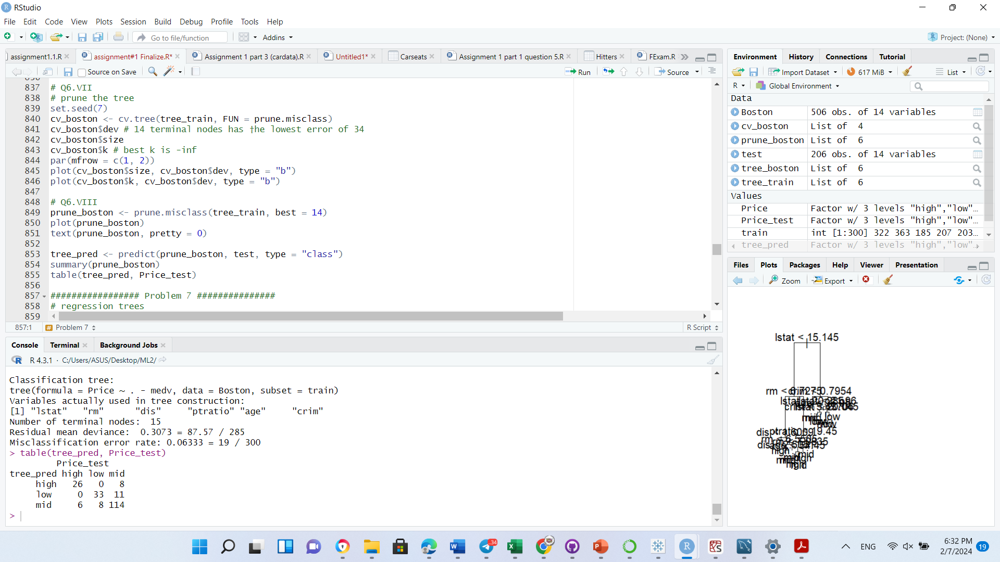 RStudio
File Edit Code View Plots Session Build Debug Profile Tools Help
Go to file/function Addins Project: (None)
assignment1.1.R assignment#1 Finalize.R* Assignment 1 part 3 (cardata).R Untitled1* Carseats Assignment 1 part 1 question 5.R Hitters FExam.R
Source on Save Run Source
837 # Q6.VII
838 # prune the tree
839 set.seed(7)
840 cv_boston <- cv.tree(tree_train, FUN = prune.misclass)
841 cv_boston$dev # 14 terminal nodes has †he lowest error of 34
842 cv_boston$size
843 cv_boston$k # best k is -inf
844 par(mfrow = c(1, 2))
845 plot(cv_boston$size, cv_boston$dev, type = "b")
846 plot(cv_boston$k, cv_boston$dev, type = "b")
847
848 # Q6.VIII
849 prune_boston <- prune.misclass(tree_train, best = 14)
850 plot(prune_boston)
851 text(prune_boston, pretty = 0)
852
853 tree_pred <- predict(prune_boston, test, type = "class")
854 summary(prune_boston)
855 table(tree_pred, Price_test)
856
857 ################# Problem 7 ###############
858 # regression trees
859
857:1 # Problem 7 R Script
Console Terminal Background Jobs
R 4.3.1 · C:/Users/ASUS/Desktop/ML2/
Classification tree:
tree(formula = Price ~ . - medv, data = Boston, subset = train)
Variables actually used in tree construction:
[1] "lstat" "rm" "dis" "ptratio" "age" "crim"
Number of terminal nodes: 15
Residual mean deviance: 0.3073 = 87.57 / 285
Misclassification error rate: 0.06333 = 19 / 300
> table(tree_pred, Price_test)
Price_test
tree_pred high low mid
high 26 0 8
low 0 33 11
mid 6 8 114
>
Environment History Connections Tutorial
Import Dataset 617 MiB List
R Global Environment
Data
Boston 506 obs. of 14 variables
cv_boston List of 4
prune_boston List of 6
test 206 obs. of 14 variables
tree_boston List of 6
tree_train List of 6
Values
Price Factor w/ 3 levels "high","low"…
Price_test Factor w/ 3 levels "high","low"…
train int [1:300] 322 363 185 207 203…
tree_pred Factor w/ 3 levels "high","low"…
Files Plots Packages Help Viewer Presentation
Zoom Export
lstat < 15.145
rm <
low
high
mid
..34
ENG 6:32 PM
2/7/2024 19